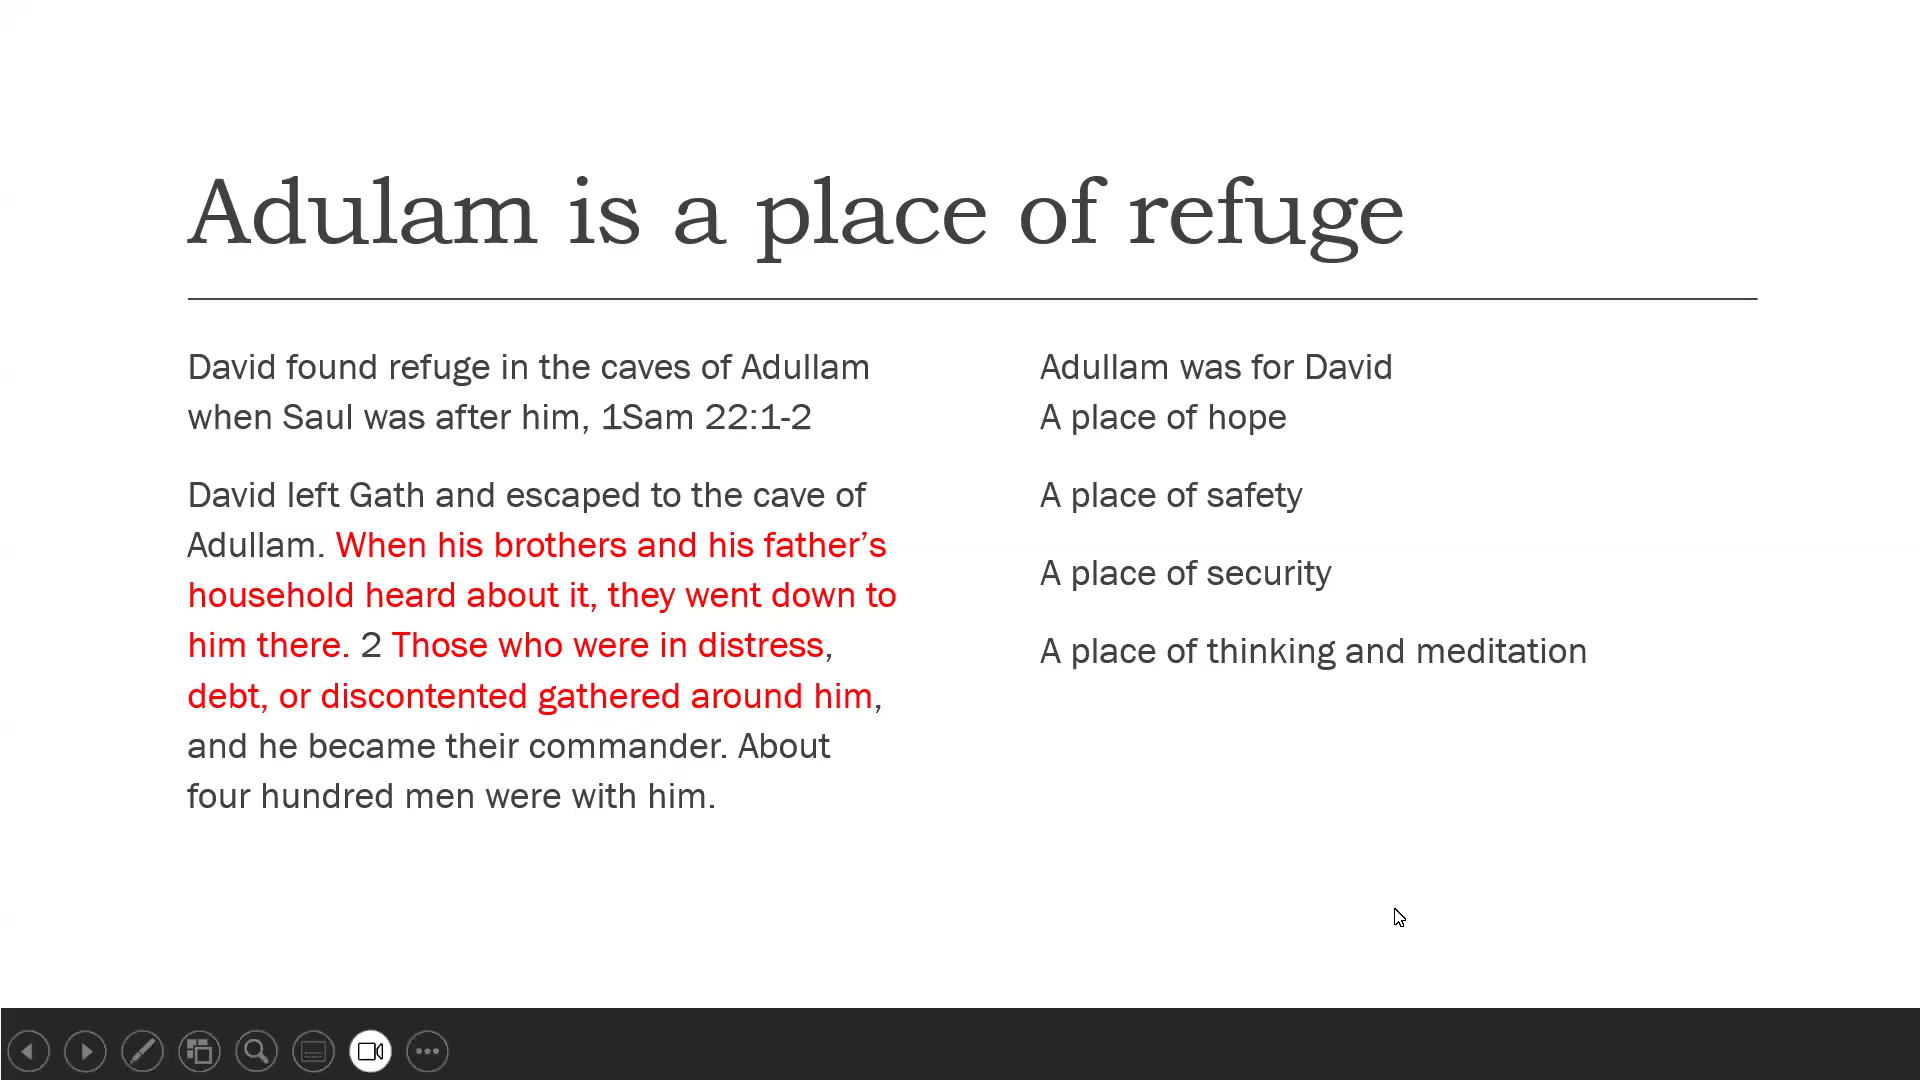 Adulam is a place of refuge
David found refuge in the caves of Adullam
when Saul was after him, 1Sam 22:1-2
David left Gath and escaped to the cave of
Adullam. When his brothers and his father’s
household heard about it, they went down to
him there. 2 Those who were in distress,
debt, or discontented gathered around him,
and he became their commander. About
four hundred men were with him.
Adullam was for David
A place of hope
A place of safety
A place of security
A place of thinking and meditation